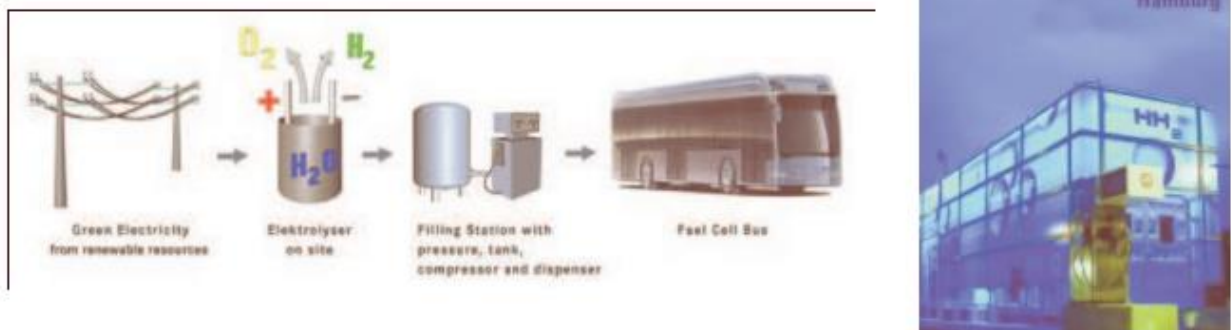 O2
H2
+
−
H2O
Green Electricity
from renewable resources
Elektrolyser
on site
Filling Station with
pressure, tank,
compressor and dispenser
Fuel Cell Bus
Hamburg
HH2